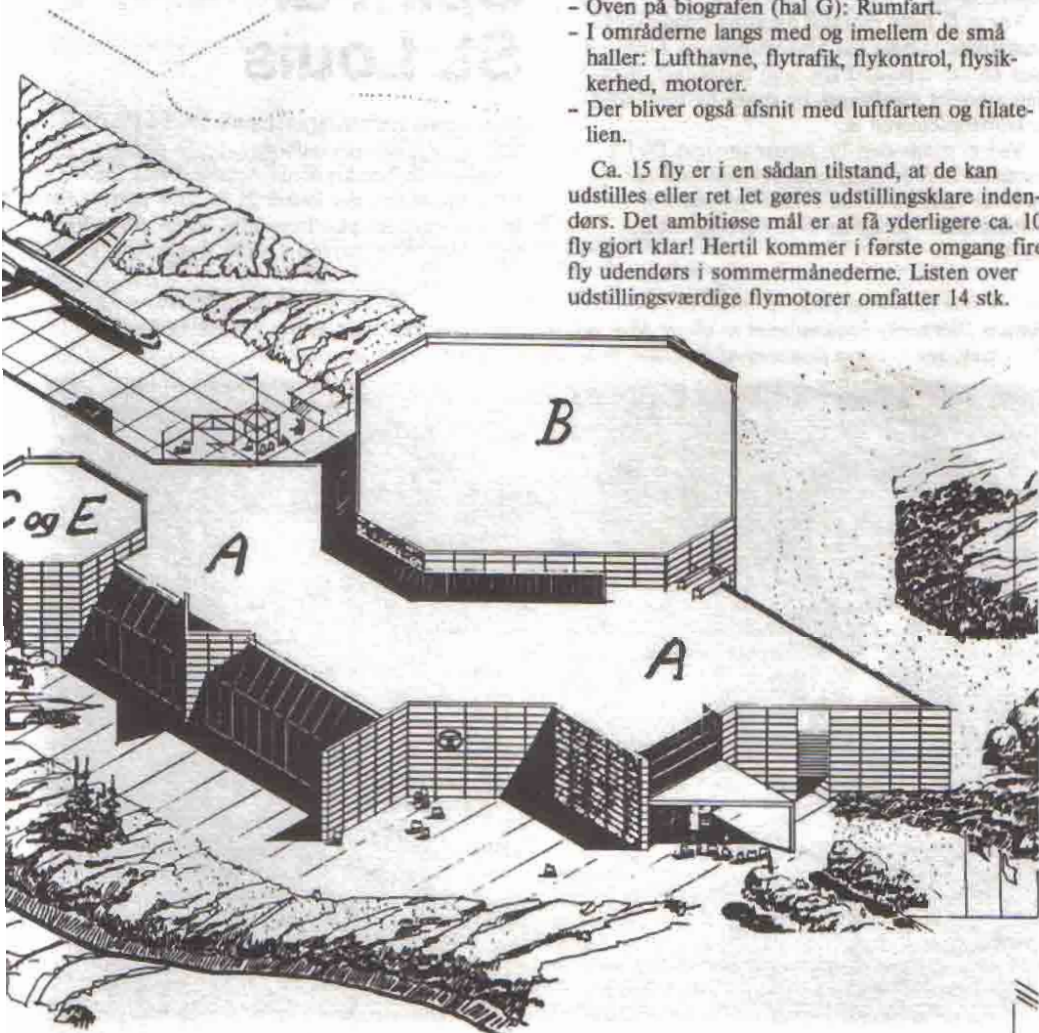 – Oven på biografen (hal G): Rumfart.
– I områderne langs med og imellem de små
haller: Lufthavne, flytrafik, flykontrol, flysik-
kerhed, motorer.
– Der bliver også afsnit med luftfarten og filate-
lien.
Ca. 15 fly er i en sådan tilstand, at de kan
udstilles eller ret let gøres udstillingsklare inden-
dørs. Det ambitiøse mål er at få yderligere ca. 10
fly gjort klar! Hertil kommer i første omgang fire
fly udendørs i sommermånederne. Listen over
udstillingsværdige flymotorer omfatter 14 stk.
B
C og E
A
A